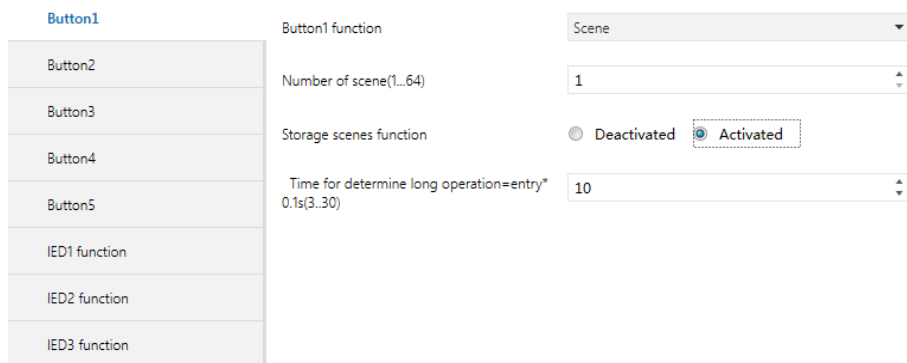 Button1
Button2
Button3
Button4
Button5
IED1 function
IED2 function
IED3 function
Button1 function
Scene
Number of scene(1...64)
1
Storage scenes function
Deactivated
Activated
Time for determine long operation=entry*
0.1s(3..30)
10